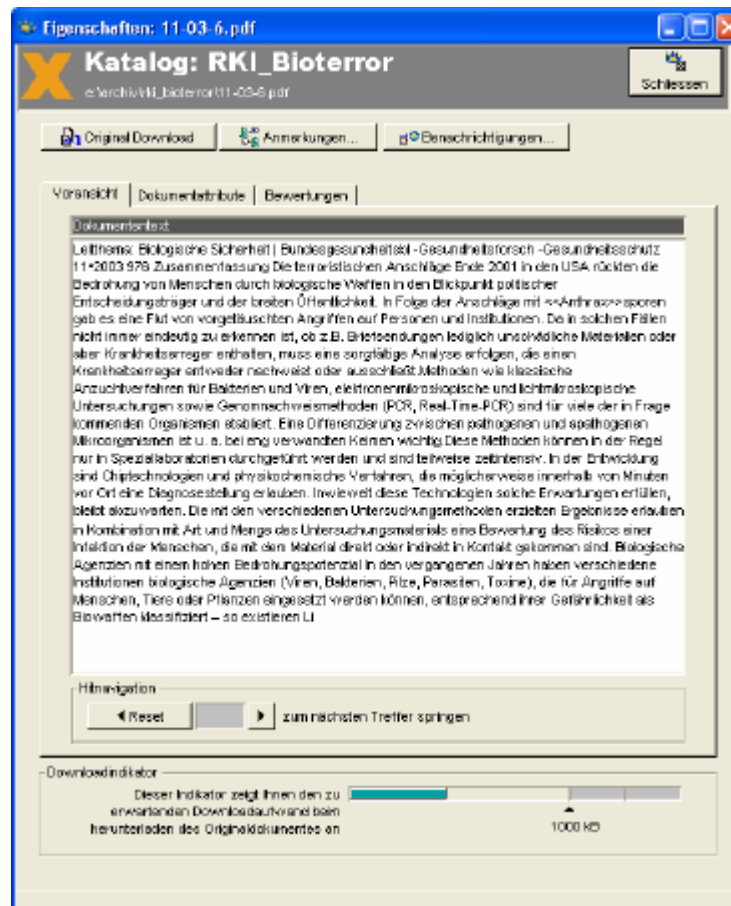 Eigenschaften: 11-03-6.pdf
Katalog: RKI_Bioterror
e:\archiv\rki_bioterror\11-03-6.pdf
Schliessen
Original Download
Anmerkungen...
Benachrichtigungen...
Voransicht
Dokumentattribute
Bewertungen
Dokumententext
Leitthema: Biologische Sicherheit | Bundesgesundheitsbl -Gesundheitsforsch -Gesundheitsschutz
11•2003 976 Zusammenfassung Die terroristischen Anschläge Ende 2001 in den USA rückten die
Bedrohung von Menschen durch biologische Waffen in den Blickpunkt politischer
Entscheidungsträger und der breiten Öffentlichkeit. In Folge der Anschläge mit <<Anthrax>>sporen
gab es eine Flut von vorgetäuschten Angriffen auf Personen und Institutionen. Da in solchen Fällen
nicht immer eindeutig zu erkennen ist, ob z.B. Briefsendungen lediglich unschädliche Materialien oder
aber Krankheitserreger enthalten, muss eine sorgfältige Analyse erfolgen, die einen
Krankheitserreger entweder nachweist oder ausschließt.Methoden wie klassische
Anzuchtverfahren für Bakterien und Viren, elektronenmikroskopische und lichtmikroskopische
Untersuchungen sowie Genomnachweismethoden (PCR, Real-Time-PCR) sind für viele der in Frage
kommenden Organismen etabliert. Eine Differenzierung zwischen pathogenen und apathogenen
Mikroorganismen ist u. a. bei eng verwandten Keimen wichtig.Diese Methoden können in der Regel
nur in Speziallaboratorien durchgeführt werden und sind teilweise zeitintensiv. In der Entwicklung
sind Chiptechnologien und physikochemische Verfahren, die möglicherweise innerhalb von Minuten
vor Ort eine Diagnosestellung erlauben. Inwieweit diese Technologien solche Erwartungen erfüllen,
bleibt abzuwarten. Die mit den verschiedenen Untersuchungsmethoden erzielten Ergebnisse erlauben
in Kombination mit Art und Menge des Untersuchungsmaterials eine Bewertung des Risikos einer
Infektion der Menschen, die mit dem Material direkt oder indirekt in Kontakt gekommen sind. Biologische
Agenzien mit einem hohen Bedrohungspotenzial In den vergangenen Jahren haben verschiedene
Institutionen biologische Agenzien (Viren, Bakterien, Pilze, Parasiten, Toxine), die für Angriffe auf
Menschen, Tiere oder Pflanzen eingesetzt werden können, entsprechend ihrer Gefährlichkeit als
Biowaffen klassifiziert – so existieren Li
Hitnavigation
Reset
zum nächsten Treffer springen
Downloadindikator
Dieser Indikator zeigt Ihnen den zu
erwartenden Downloadaufwand beim
herunterladen des Originaldokumentes an
1000 kB